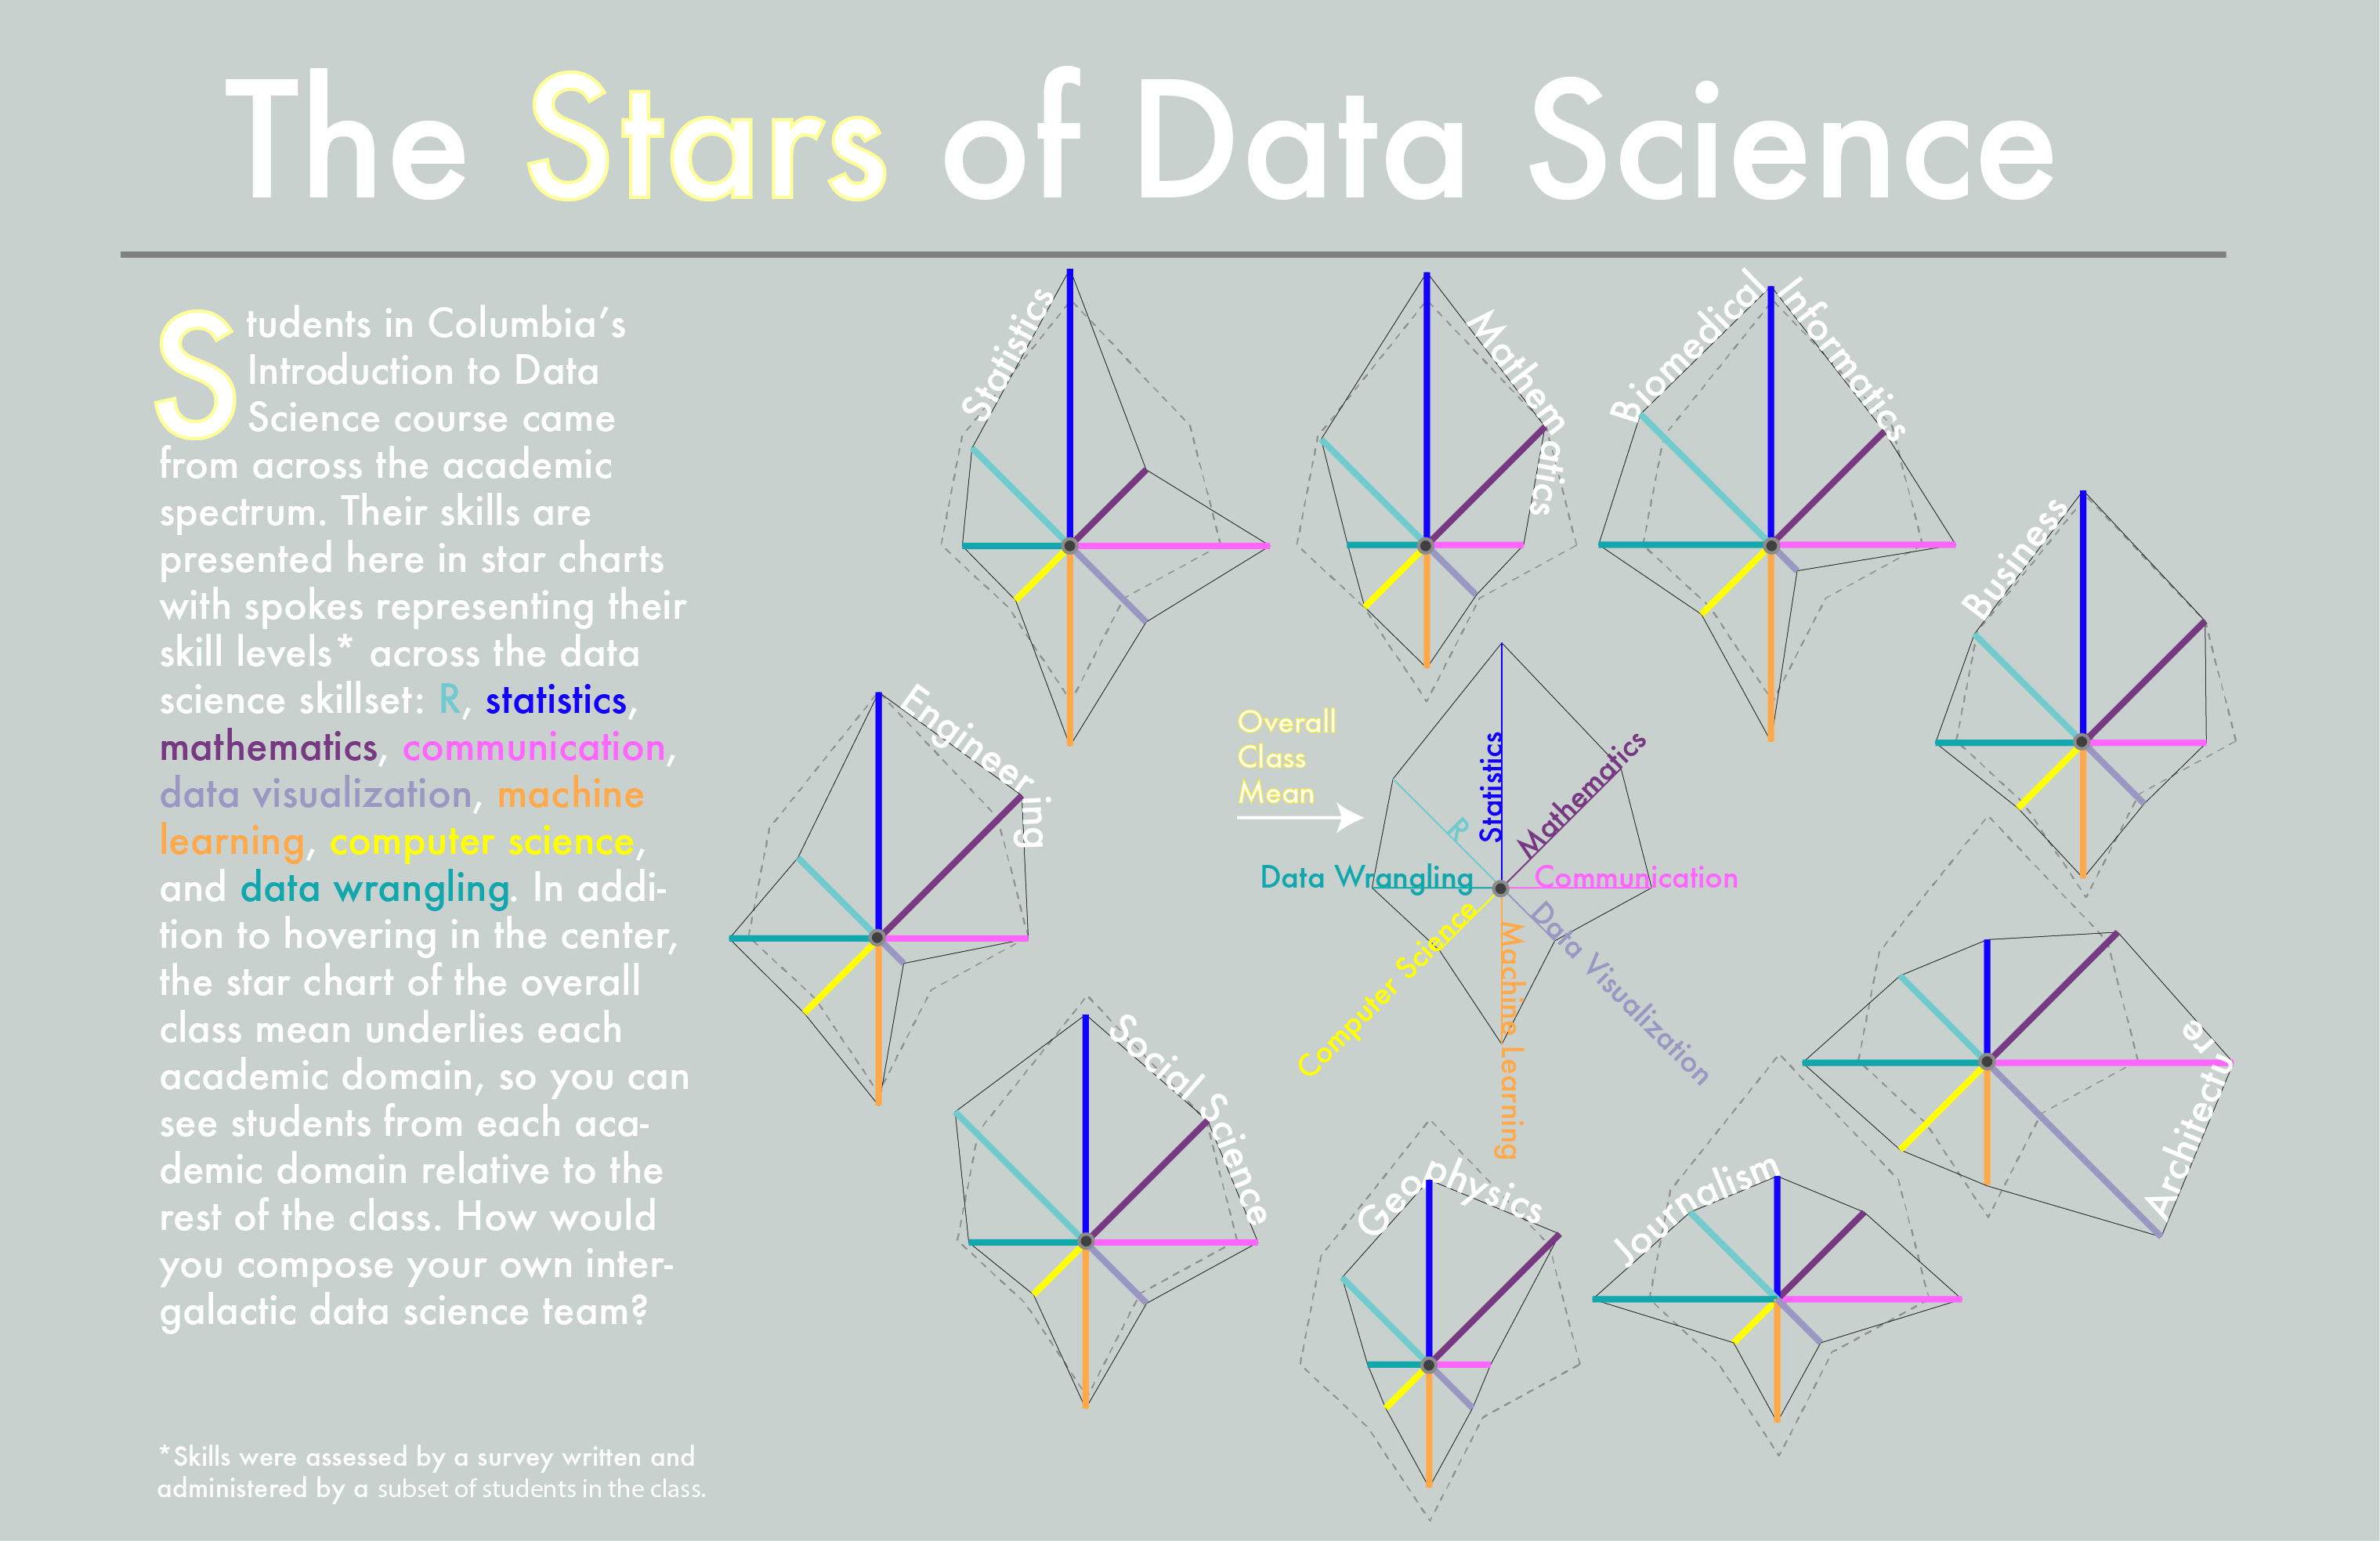 The Stars of Data Science
Students in Columbia's
Introduction to Data
Science course came
from across the academic
spectrum. Their skills are
presented here in star charts
with spokes representing their
skill levels* across the data
science skillset: R, statistics,
mathematics, communication,
data visualization, machine
learning, computer science,
and data wrangling. In addi-
tion to hovering in the center,
the star chart of the overall
class mean underlies each
academic domain, so you can
see students from each aca-
demic domain relative to the
rest of the class. How would
you compose your own inter-
galactic data science team?
*Skills were assessed by a survey written and
administered by a subset of students in the class.
Statistics
Mathematics
Biomedical Informatics
Business
Engineering
Overall
Class
Mean
Statistics
Mathematics
R
Data Wrangling
Communication
Computer Science
Data Visualization
Machine Learning
Social Science
Geophysics
Journalism
Architecture